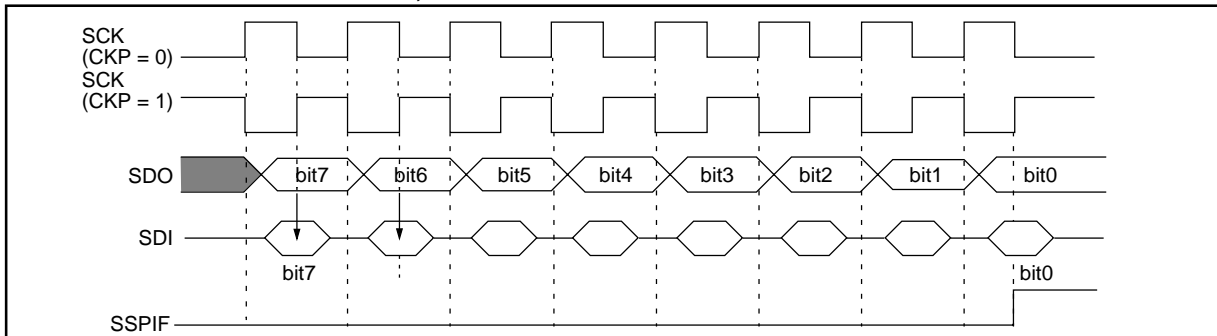 SCK
(CKP = 0)
SCK
(CKP = 1)
SDO bit7 bit6 bit5 bit4 bit3 bit2 bit1 bit0
SDI
bit7 bit0
SSPIF